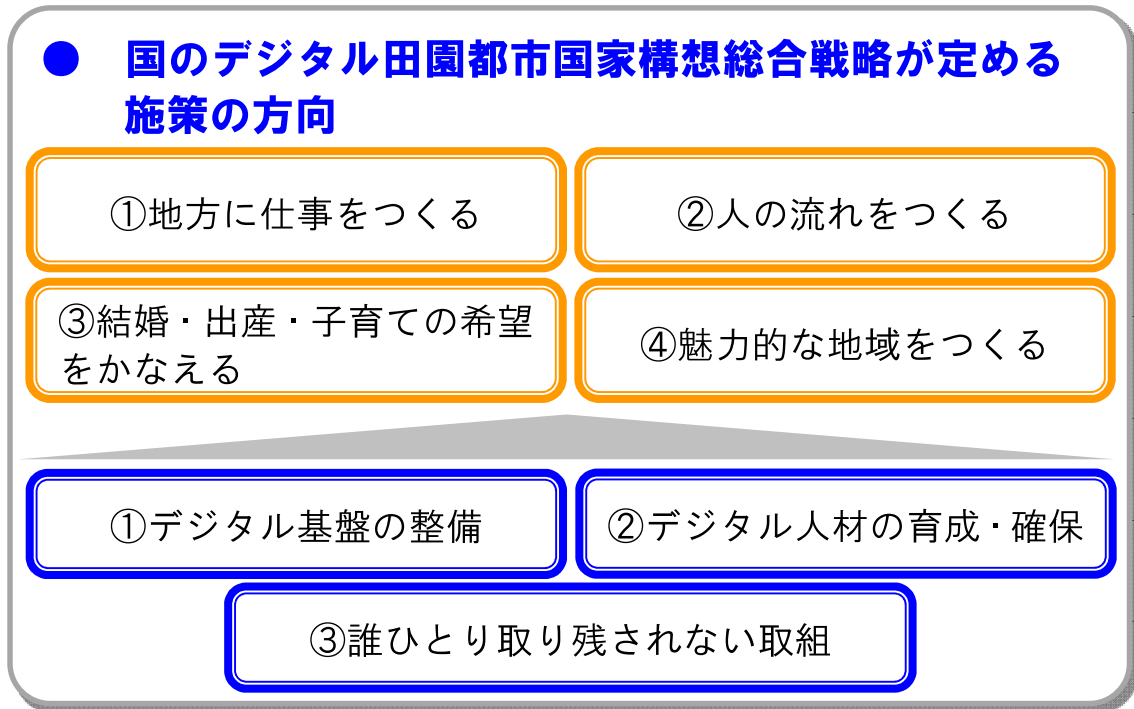 ● 国のデジタル田園都市国家構想総合戦略が定める
施策の方向
①地方に仕事をつくる
②人の流れをつくる
③結婚・出産・子育ての希望
をかなえる
④魅力的な地域をつくる
①デジタル基盤の整備
②デジタル人材の育成・確保
③誰ひとり取り残されない取組